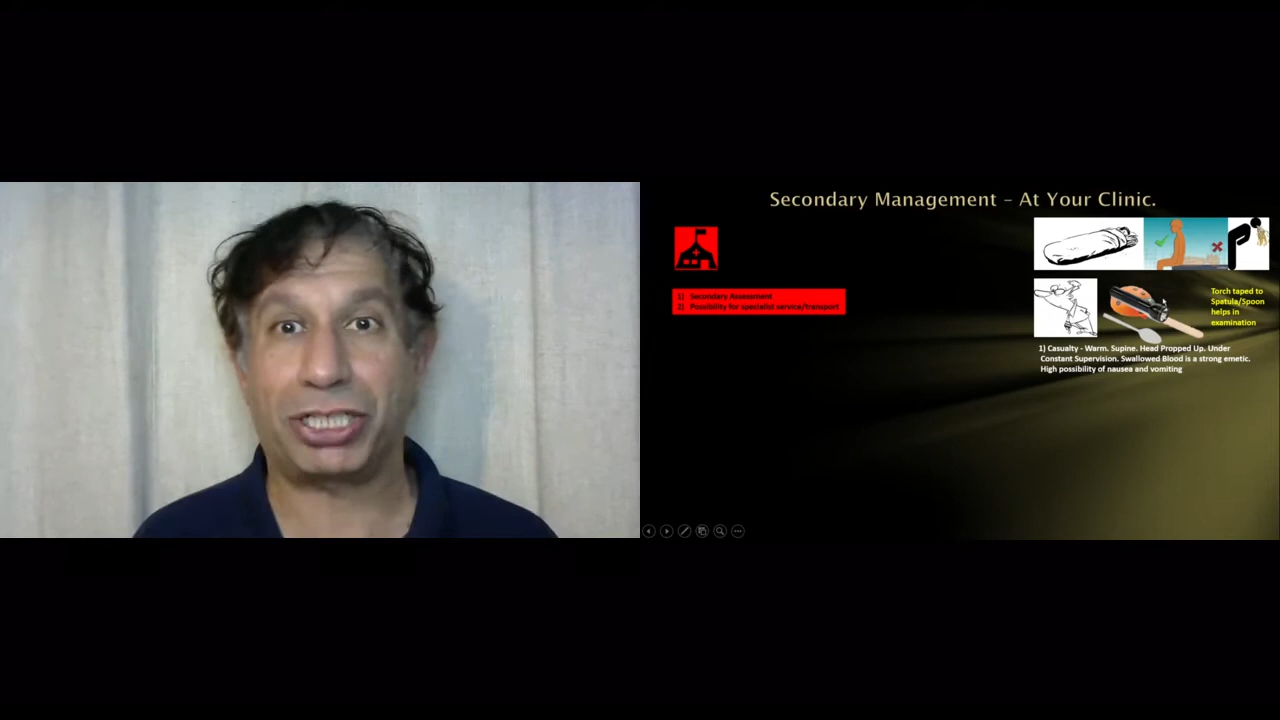 Secondary Management – At Your Clinic.
1) Secondary Assessment
2) Possibility for specialist service/transport
Torch taped to
Spatula/Spoon
helps in
examination
1) Casualty - Warm. Supine. Head Propped Up. Under
Constant Supervision. Swallowed Blood is a strong emetic.
High possibility of nausea and vomiting